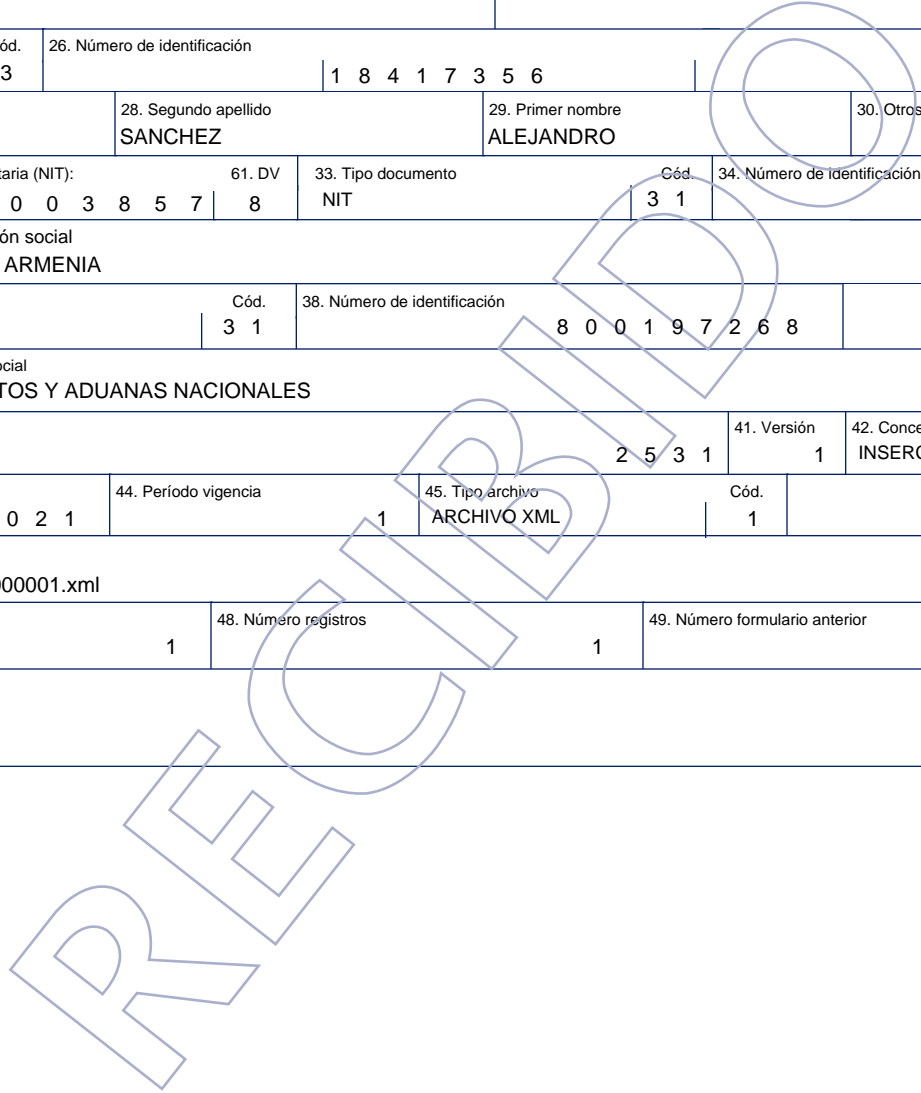 ód. 26. Número de identificación
3 1 8 4 1 7 3 5 6
28. Segundo apellido 29. Primer nombre 30. Otros
SANCHEZ ALEJANDRO
taria (NIT): 61. DV 33. Tipo documento Cód. 34. Número de identificación
0 0 3 8 5 7 8 NIT 3 1
ón social
ARMENIA
Cód. 38. Número de identificación
3 1 8 0 0 1 9 7 2 6 8
ocial
TOS Y ADUANAS NACIONALES
41. Versión 42. Conce
2 5 3 1 1 INSERC
44. Período vigencia 45. Tipo archivo Cód.
0 2 1 1 ARCHIVO XML 1
000001.xml
48. Número registros 49. Número formulario anterior
1 1
RECIBIDO